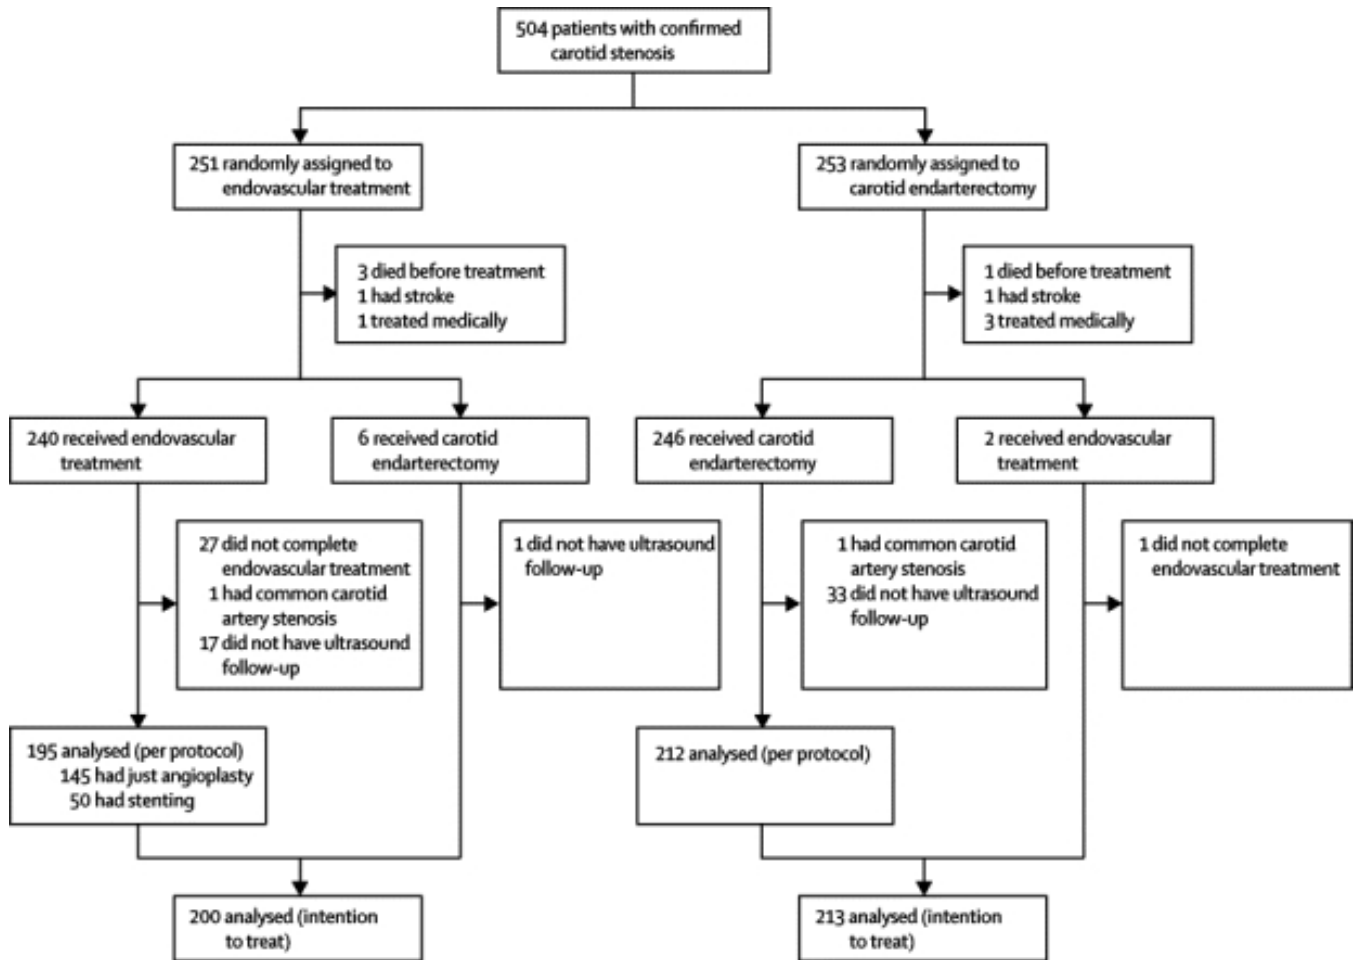 504 patients with confirmed
carotid stenosis
251 randomly assigned to
endovascular treatment
253 randomly assigned to
carotid endarterectomy
3 died before treatment
1 had stroke
1 treated medically
1 died before treatment
1 had stroke
3 treated medically
240 received endovascular
treatment
6 received carotid
endarterectomy
246 received carotid
endarterectomy
2 received endovascular
treatment
27 did not complete
endovascular treatment
1 had common carotid
artery stenosis
17 did not have ultrasound
follow-up
1 did not have ultrasound
follow-up
1 had common carotid
artery stenosis
33 did not have ultrasound
follow-up
1 did not complete
endovascular treatment
195 analysed (per protocol)
145 had just angioplasty
50 had stenting
212 analysed (per protocol)
200 analysed (intention
to treat)
213 analysed (intention
to treat)